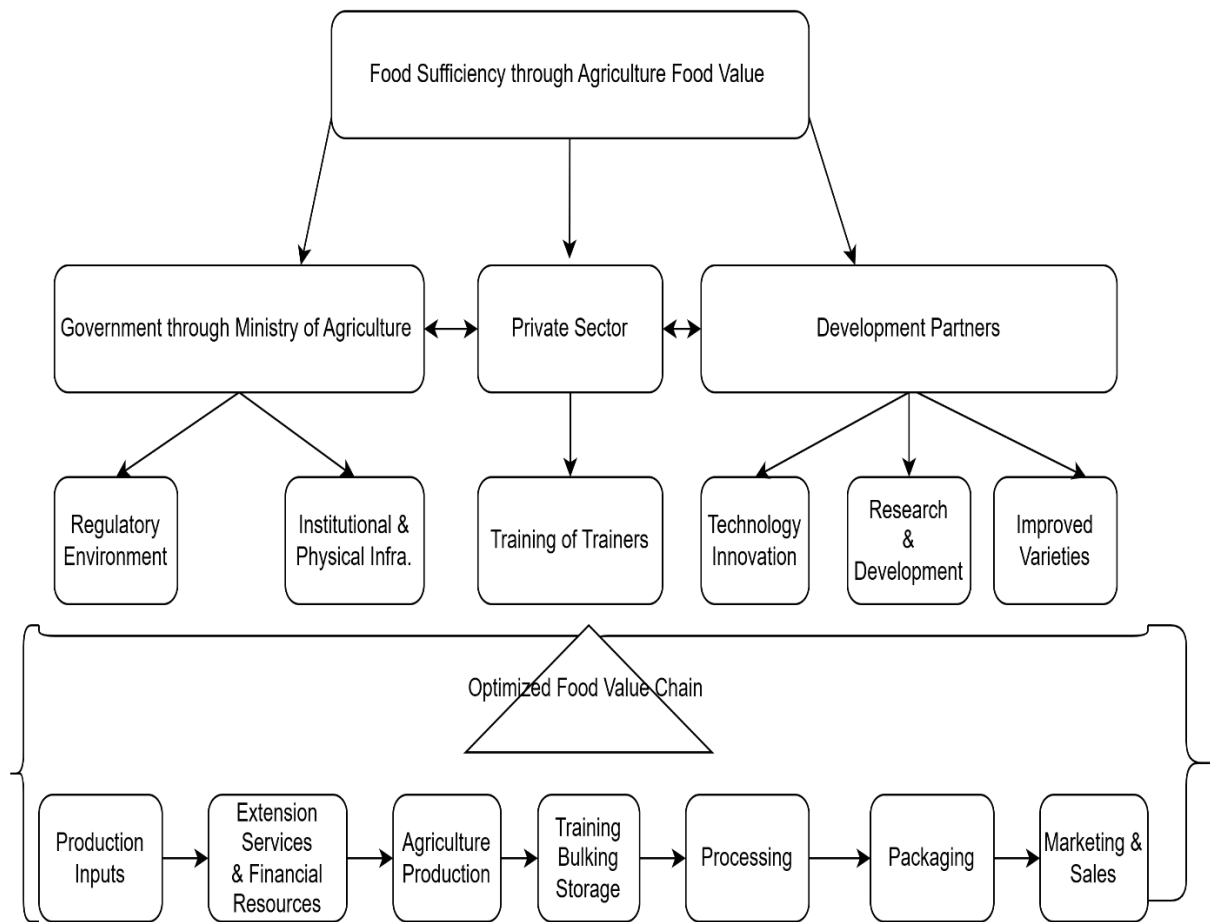 Food Sufficiency through Agriculture Food Value
Government through Ministry of Agriculture
Private Sector
Development Partners
Regulatory
Environment
Institutional &
Physical Infra.
Training of Trainers
Technology
Innovation
Research
&
Development
Improved
Varieties
Optimized Food Value Chain
Production
Inputs
Extension
Services
& Financial
Resources
Agriculture
Production
Training
Bulking
Storage
Processing
Packaging
Marketing &
Sales